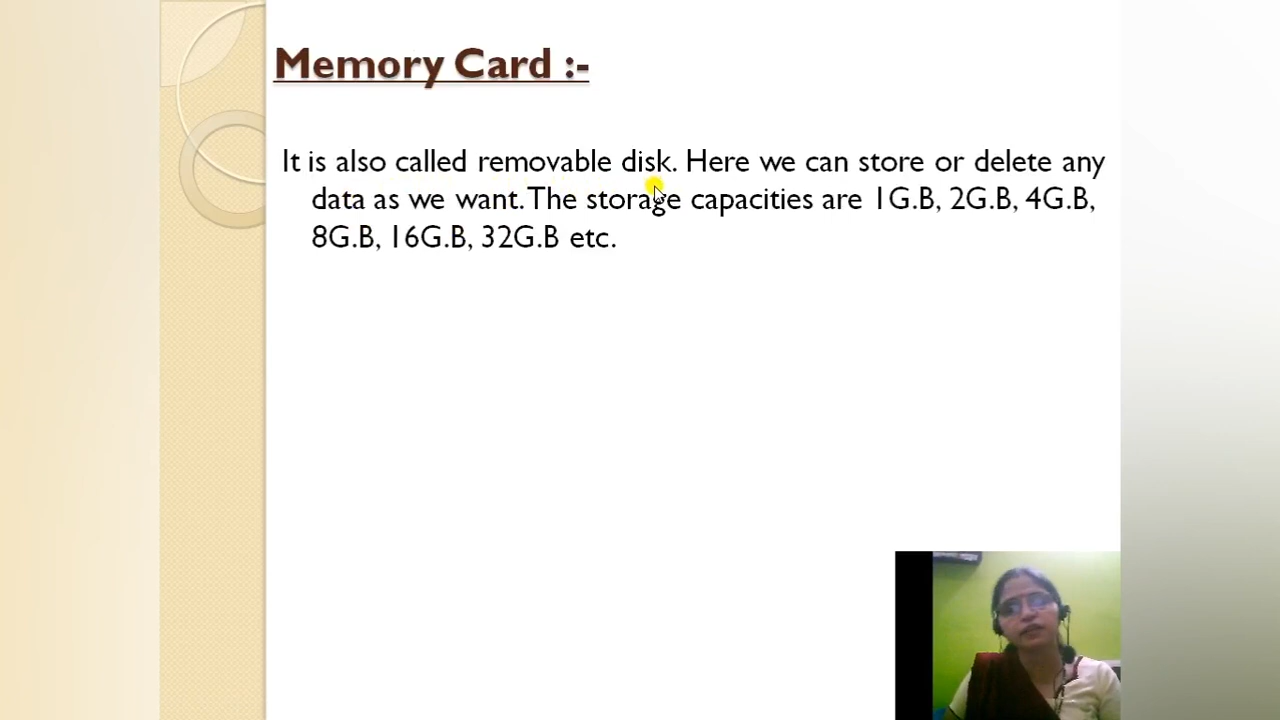 Memory Card :-
It is also called removable disk. Here we can store or delete any
data as we want. The storage capacities are 1G.B, 2G.B, 4G.B,
8G.B, 16G.B, 32G.B etc.